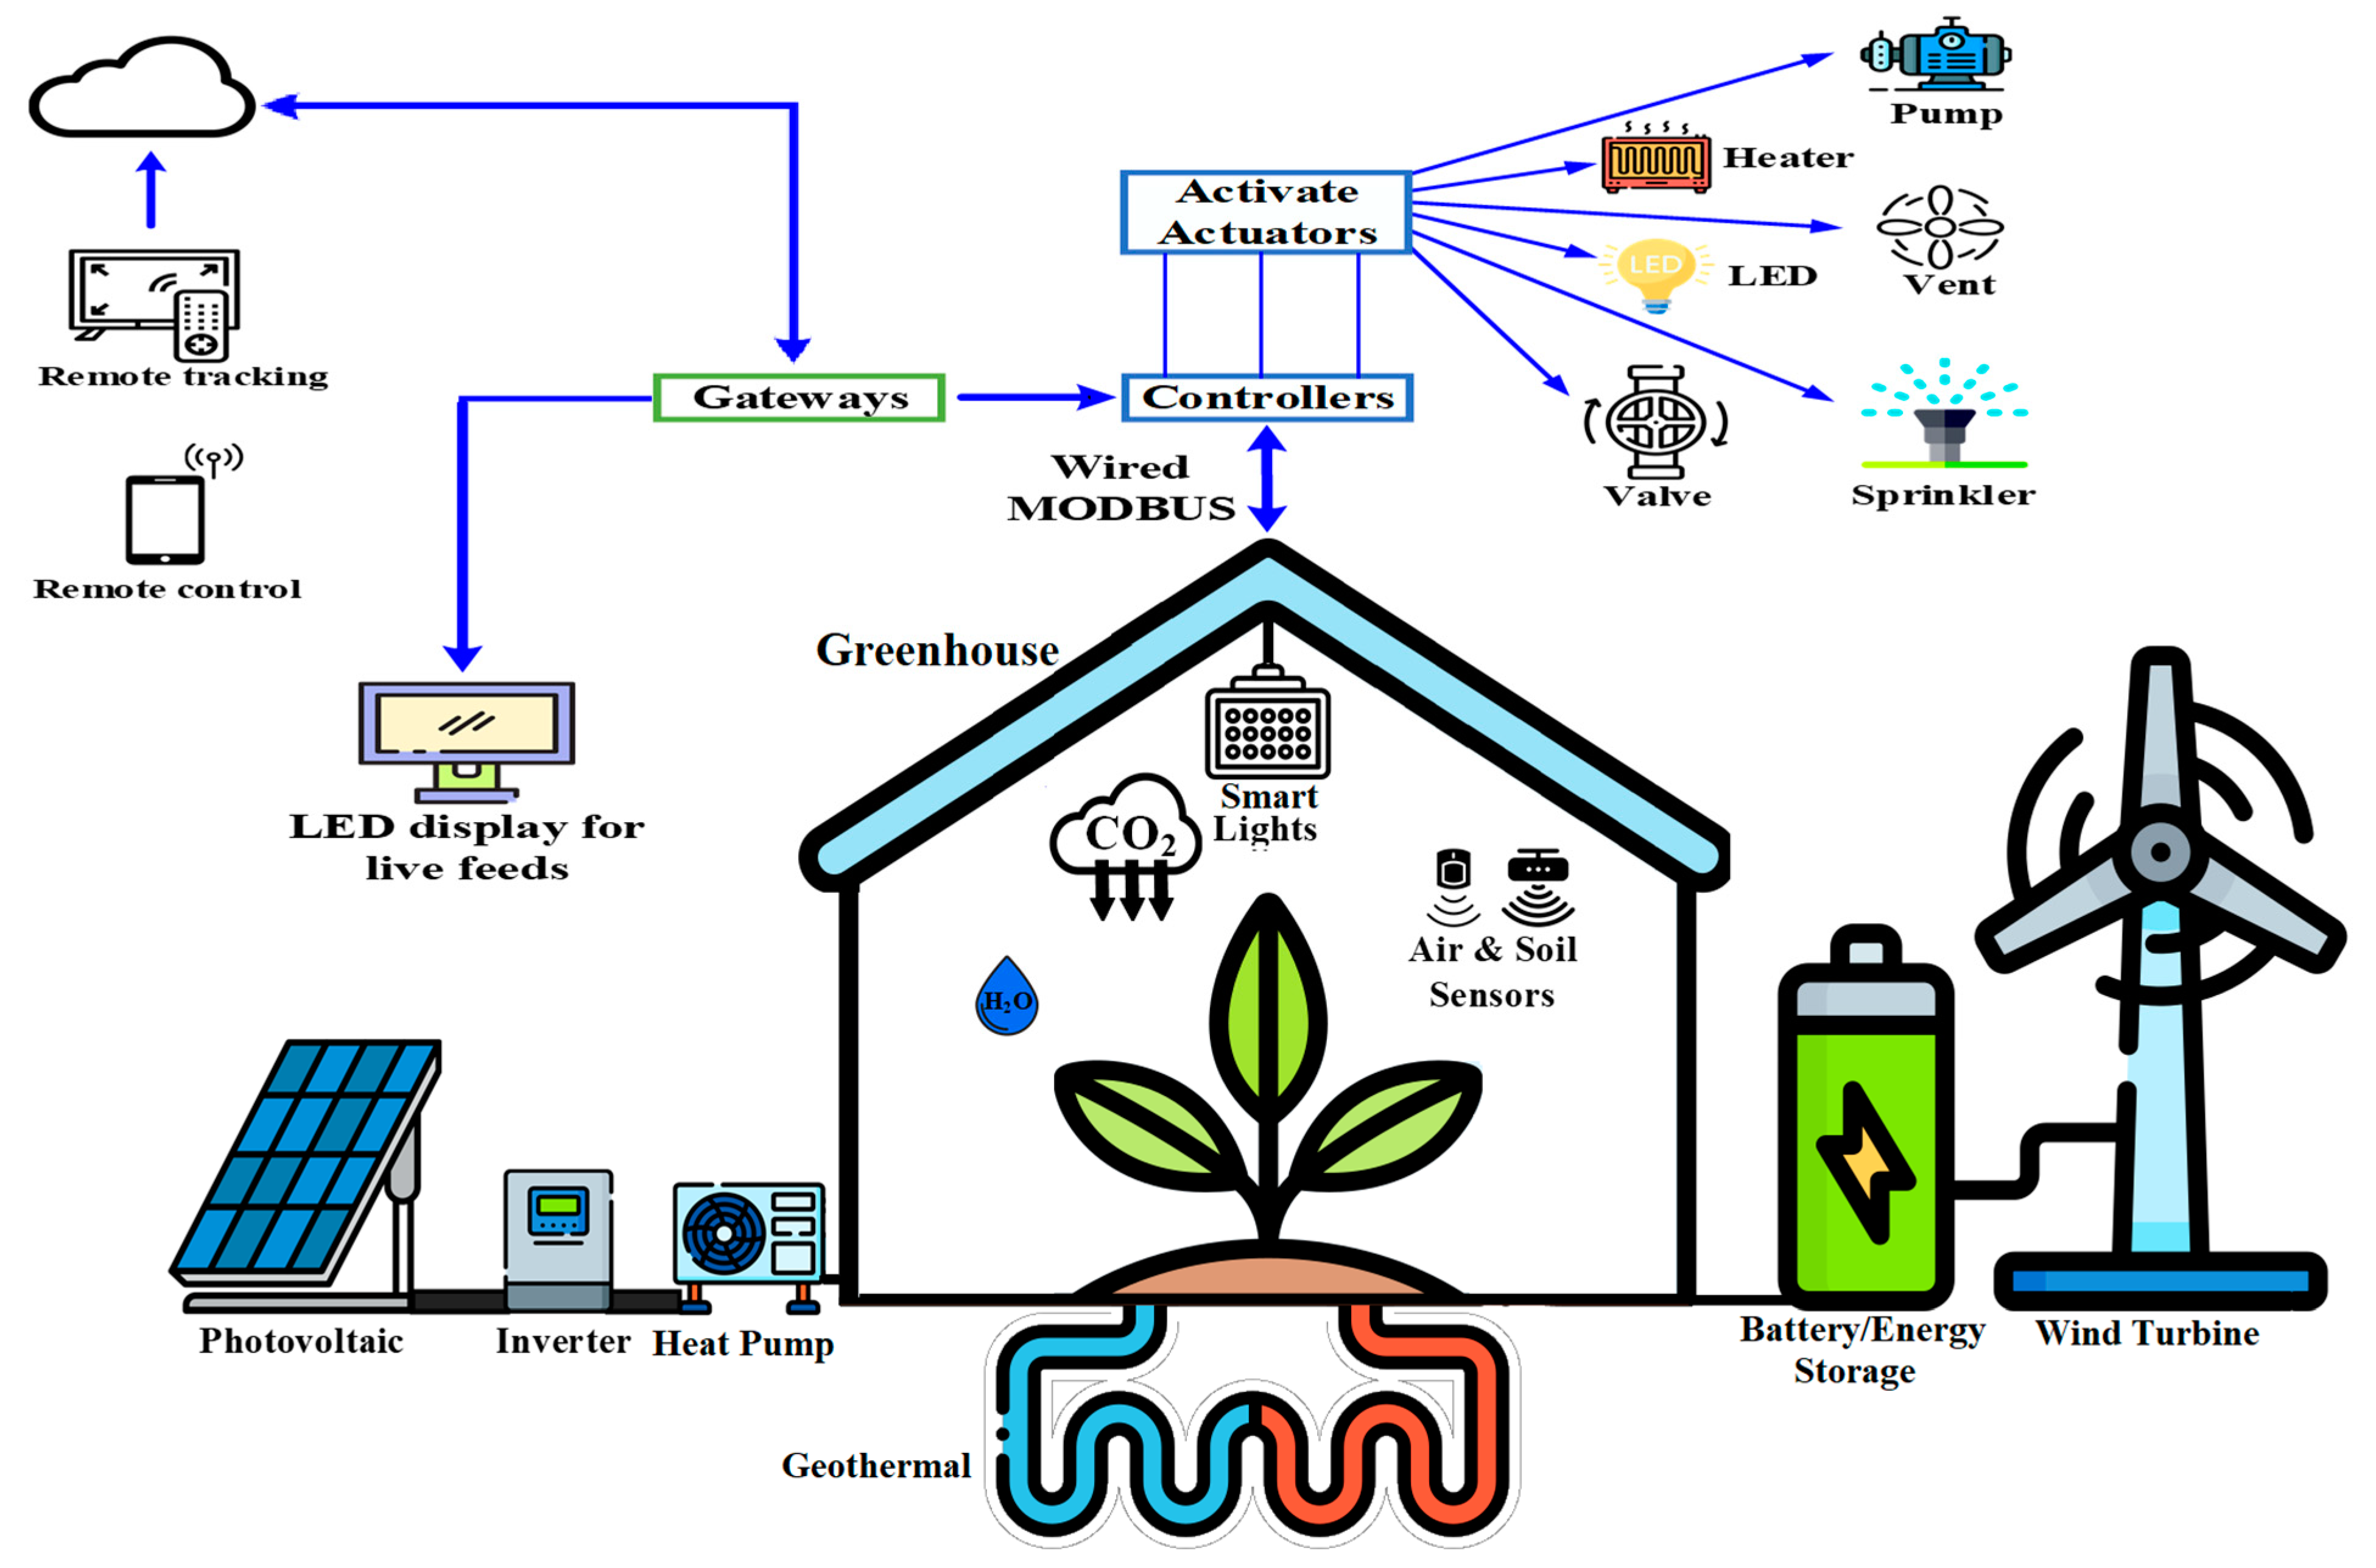 Pump
Heater
Activate
Actuators
LED
LED
Vent
Remote tracking
Gateways
Controllers
Wired
MODBUS
Valve
Sprinkler
Remote control
Greenhouse
Smart
Lights
LED display for
live feeds
CO₂
Air & Soil
Sensors
H₂O
Photovoltaic
Inverter
Heat Pump
Battery/Energy
Storage
Wind Turbine
Geothermal